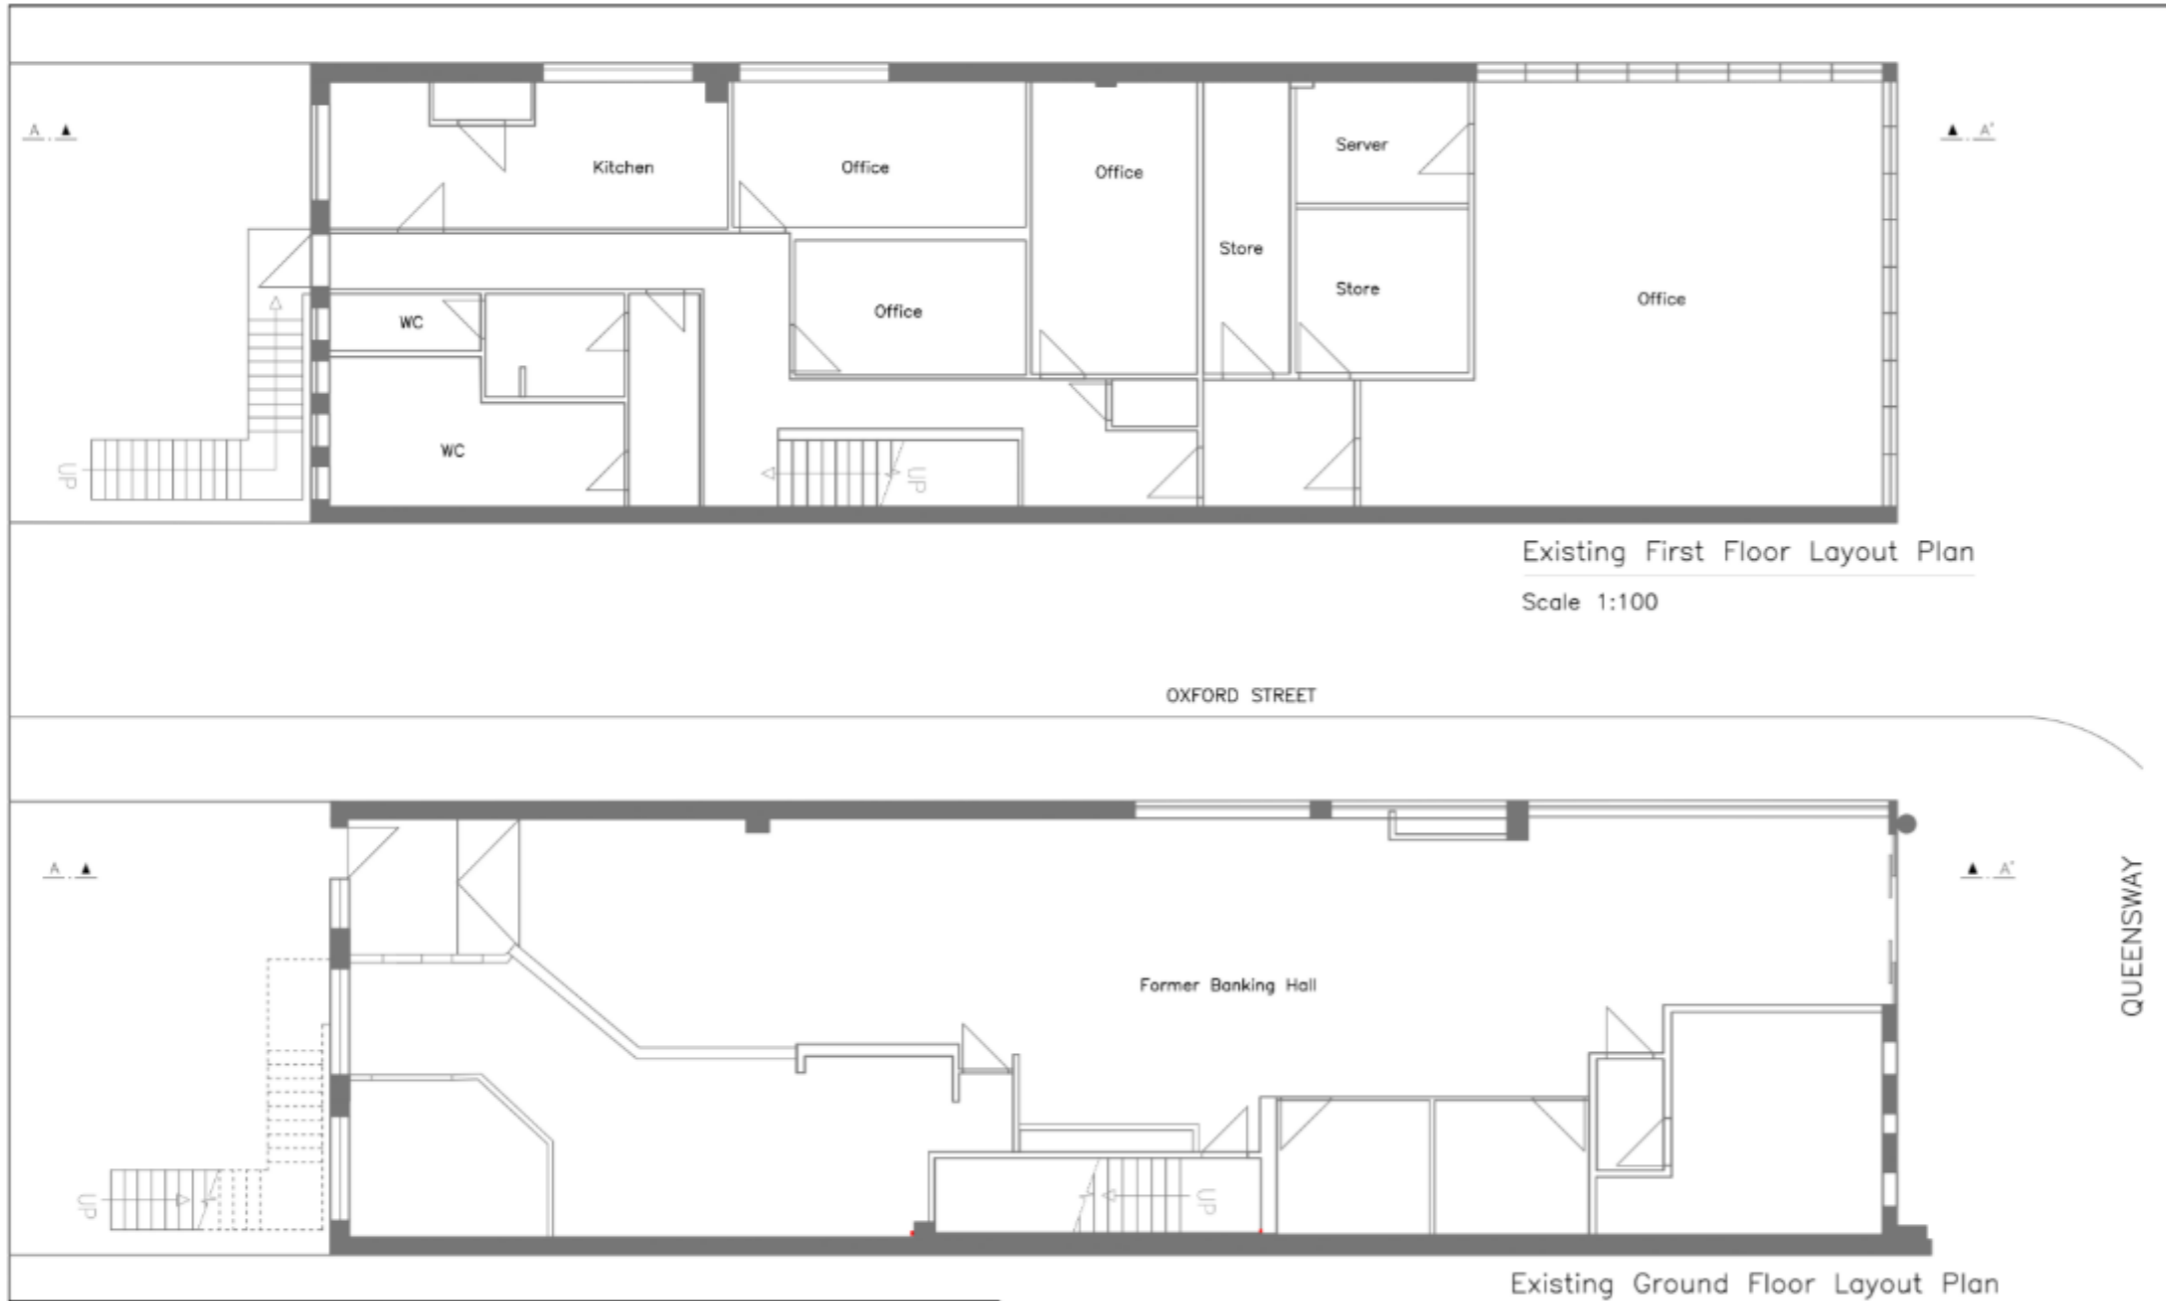 A
A'
Kitchen
Office
Office
Server
Store
Store
Office
Office
WC
WC
UP
UP
Existing First Floor Layout Plan
Scale 1:100
OXFORD STREET
A
A'
QUEENSWAY
Former Banking Hall
UP
UP
Existing Ground Floor Layout Plan